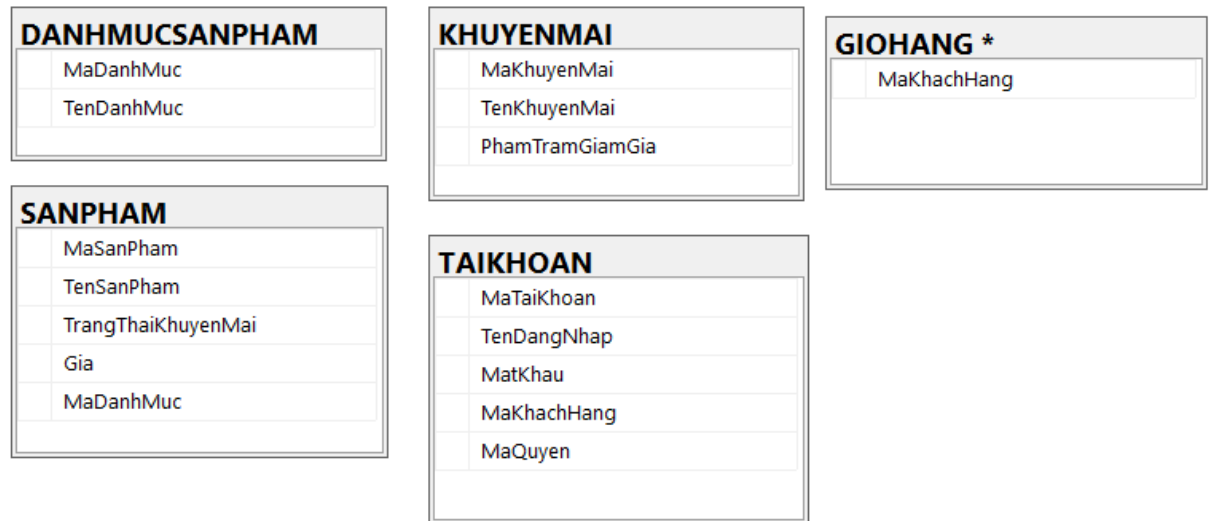 DANHMUCSANPHAM
MaDanhMuc
TenDanhMuc
SANPHAM
MaSanPham
TenSanPham
TrangThaiKhuyenMai
Gia
MaDanhMuc
KHUYENMAI
MaKhuyenMai
TenKhuyenMai
PhamTramGiamGia
TAIKHOAN
MaTaiKhoan
TenDangNhap
MatKhau
MaKhachHang
MaQuyen
GIOHANG *
MaKhachHang